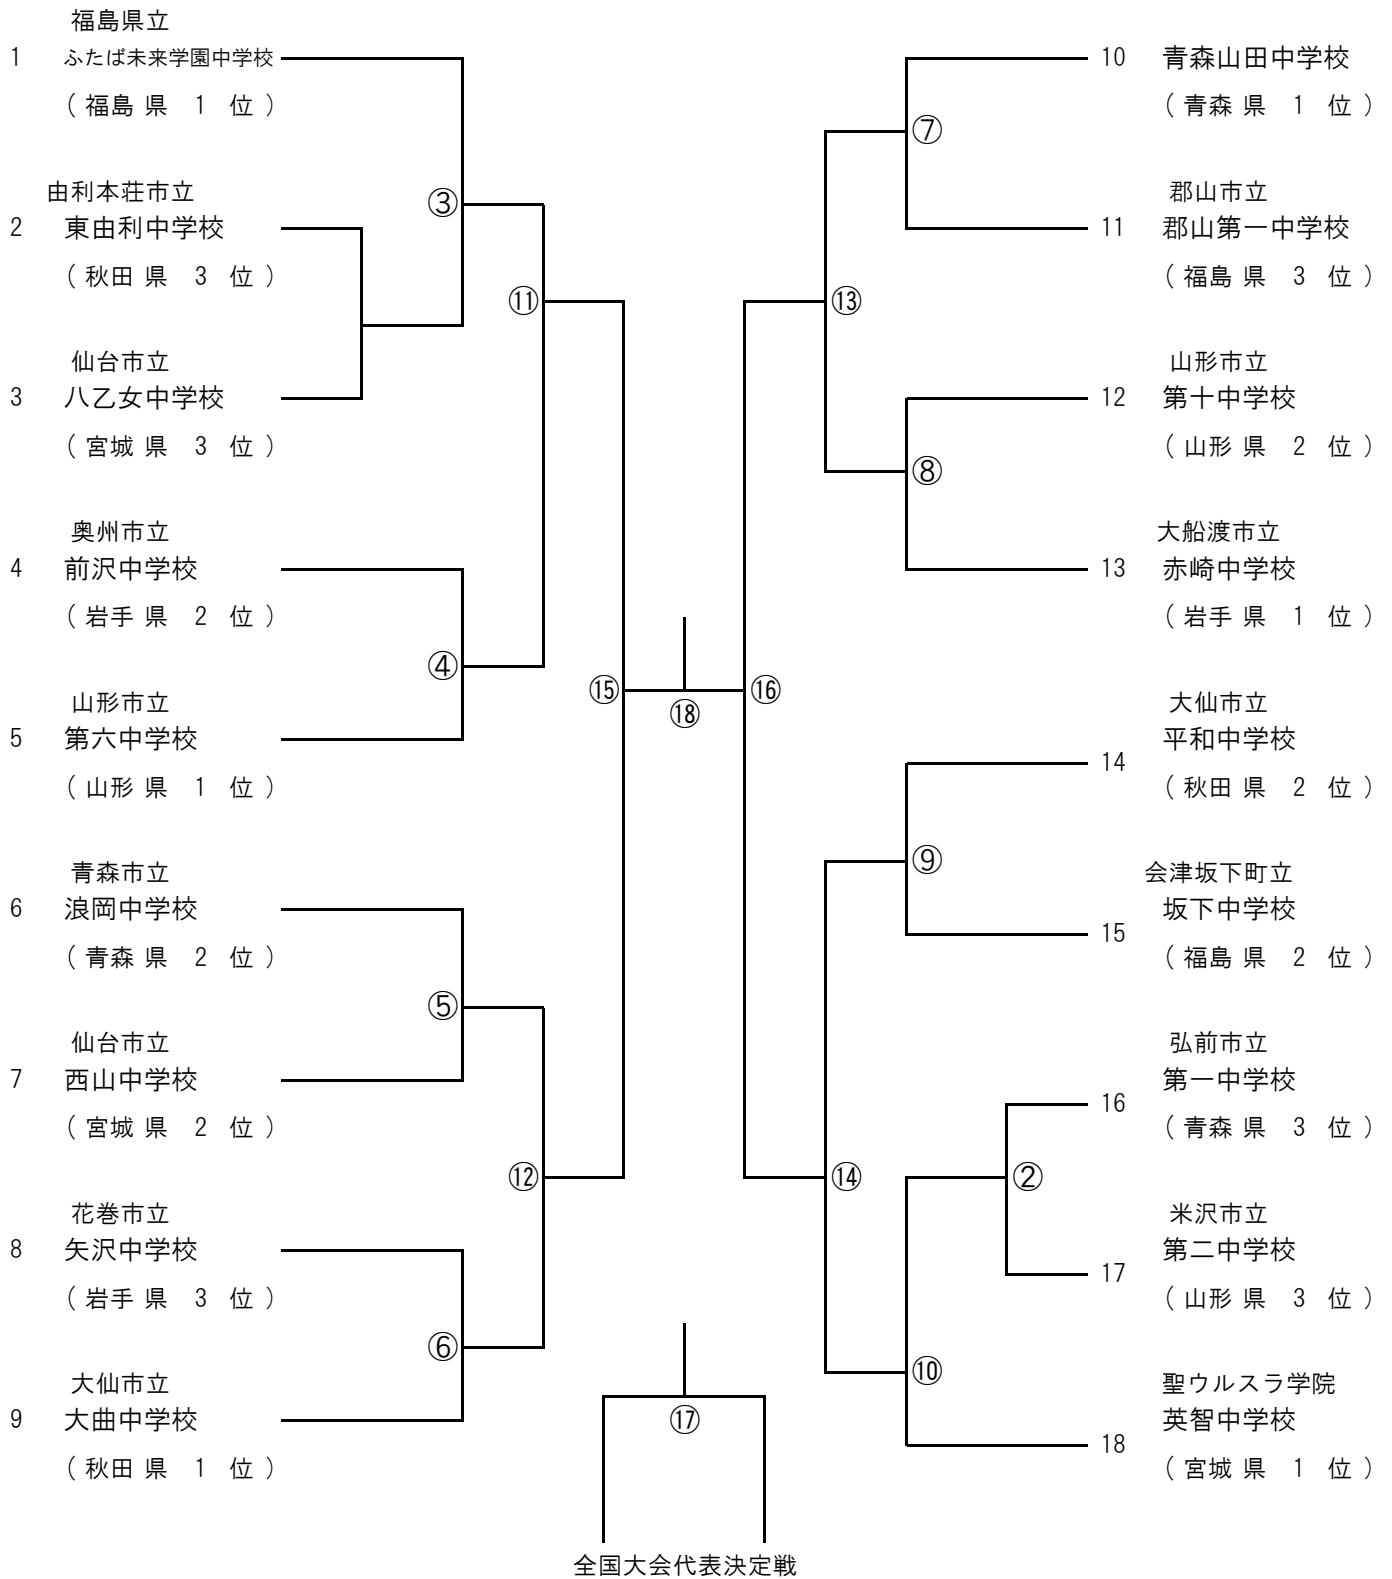 福島県立
1 ふたば未来学園中学校
( 福島 県 1 位 )
由利本荘市立
2 東由利中学校
( 秋田 県 3 位 )
仙台市立
3 八乙女中学校
( 宮城 県 3 位 )
奥州市立
4 前沢中学校
( 岩手 県 2 位 )
山形市立
5 第六中学校
( 山形 県 1 位 )
青森市立
6 浪岡中学校
( 青森 県 2 位 )
仙台市立
7 西山中学校
( 宮城 県 2 位 )
花巻市立
8 矢沢中学校
( 岩手 県 3 位 )
大仙市立
9 大曲中学校
( 秋田 県 1 位 )
③
④
⑤
⑥
⑪
⑫
⑮
⑱
⑯
⑰
全国大会代表決定戦
⑬
⑭
⑦
⑧
⑨
⑩
②
10 青森山田中学校
( 青森 県 1 位 )
郡山市立
11 郡山第一中学校
( 福島 県 3 位 )
山形市立
12 第十中学校
( 山形 県 2 位 )
大船渡市立
13 赤崎中学校
( 岩手 県 1 位 )
大仙市立
14 平和中学校
( 秋田 県 2 位 )
会津坂下町立
15 坂下中学校
( 福島 県 2 位 )
弘前市立
16 第一中学校
( 青森 県 3 位 )
米沢市立
17 第二中学校
( 山形 県 3 位 )
聖ウルスラ学院
18 英智中学校
( 宮城 県 1 位 )